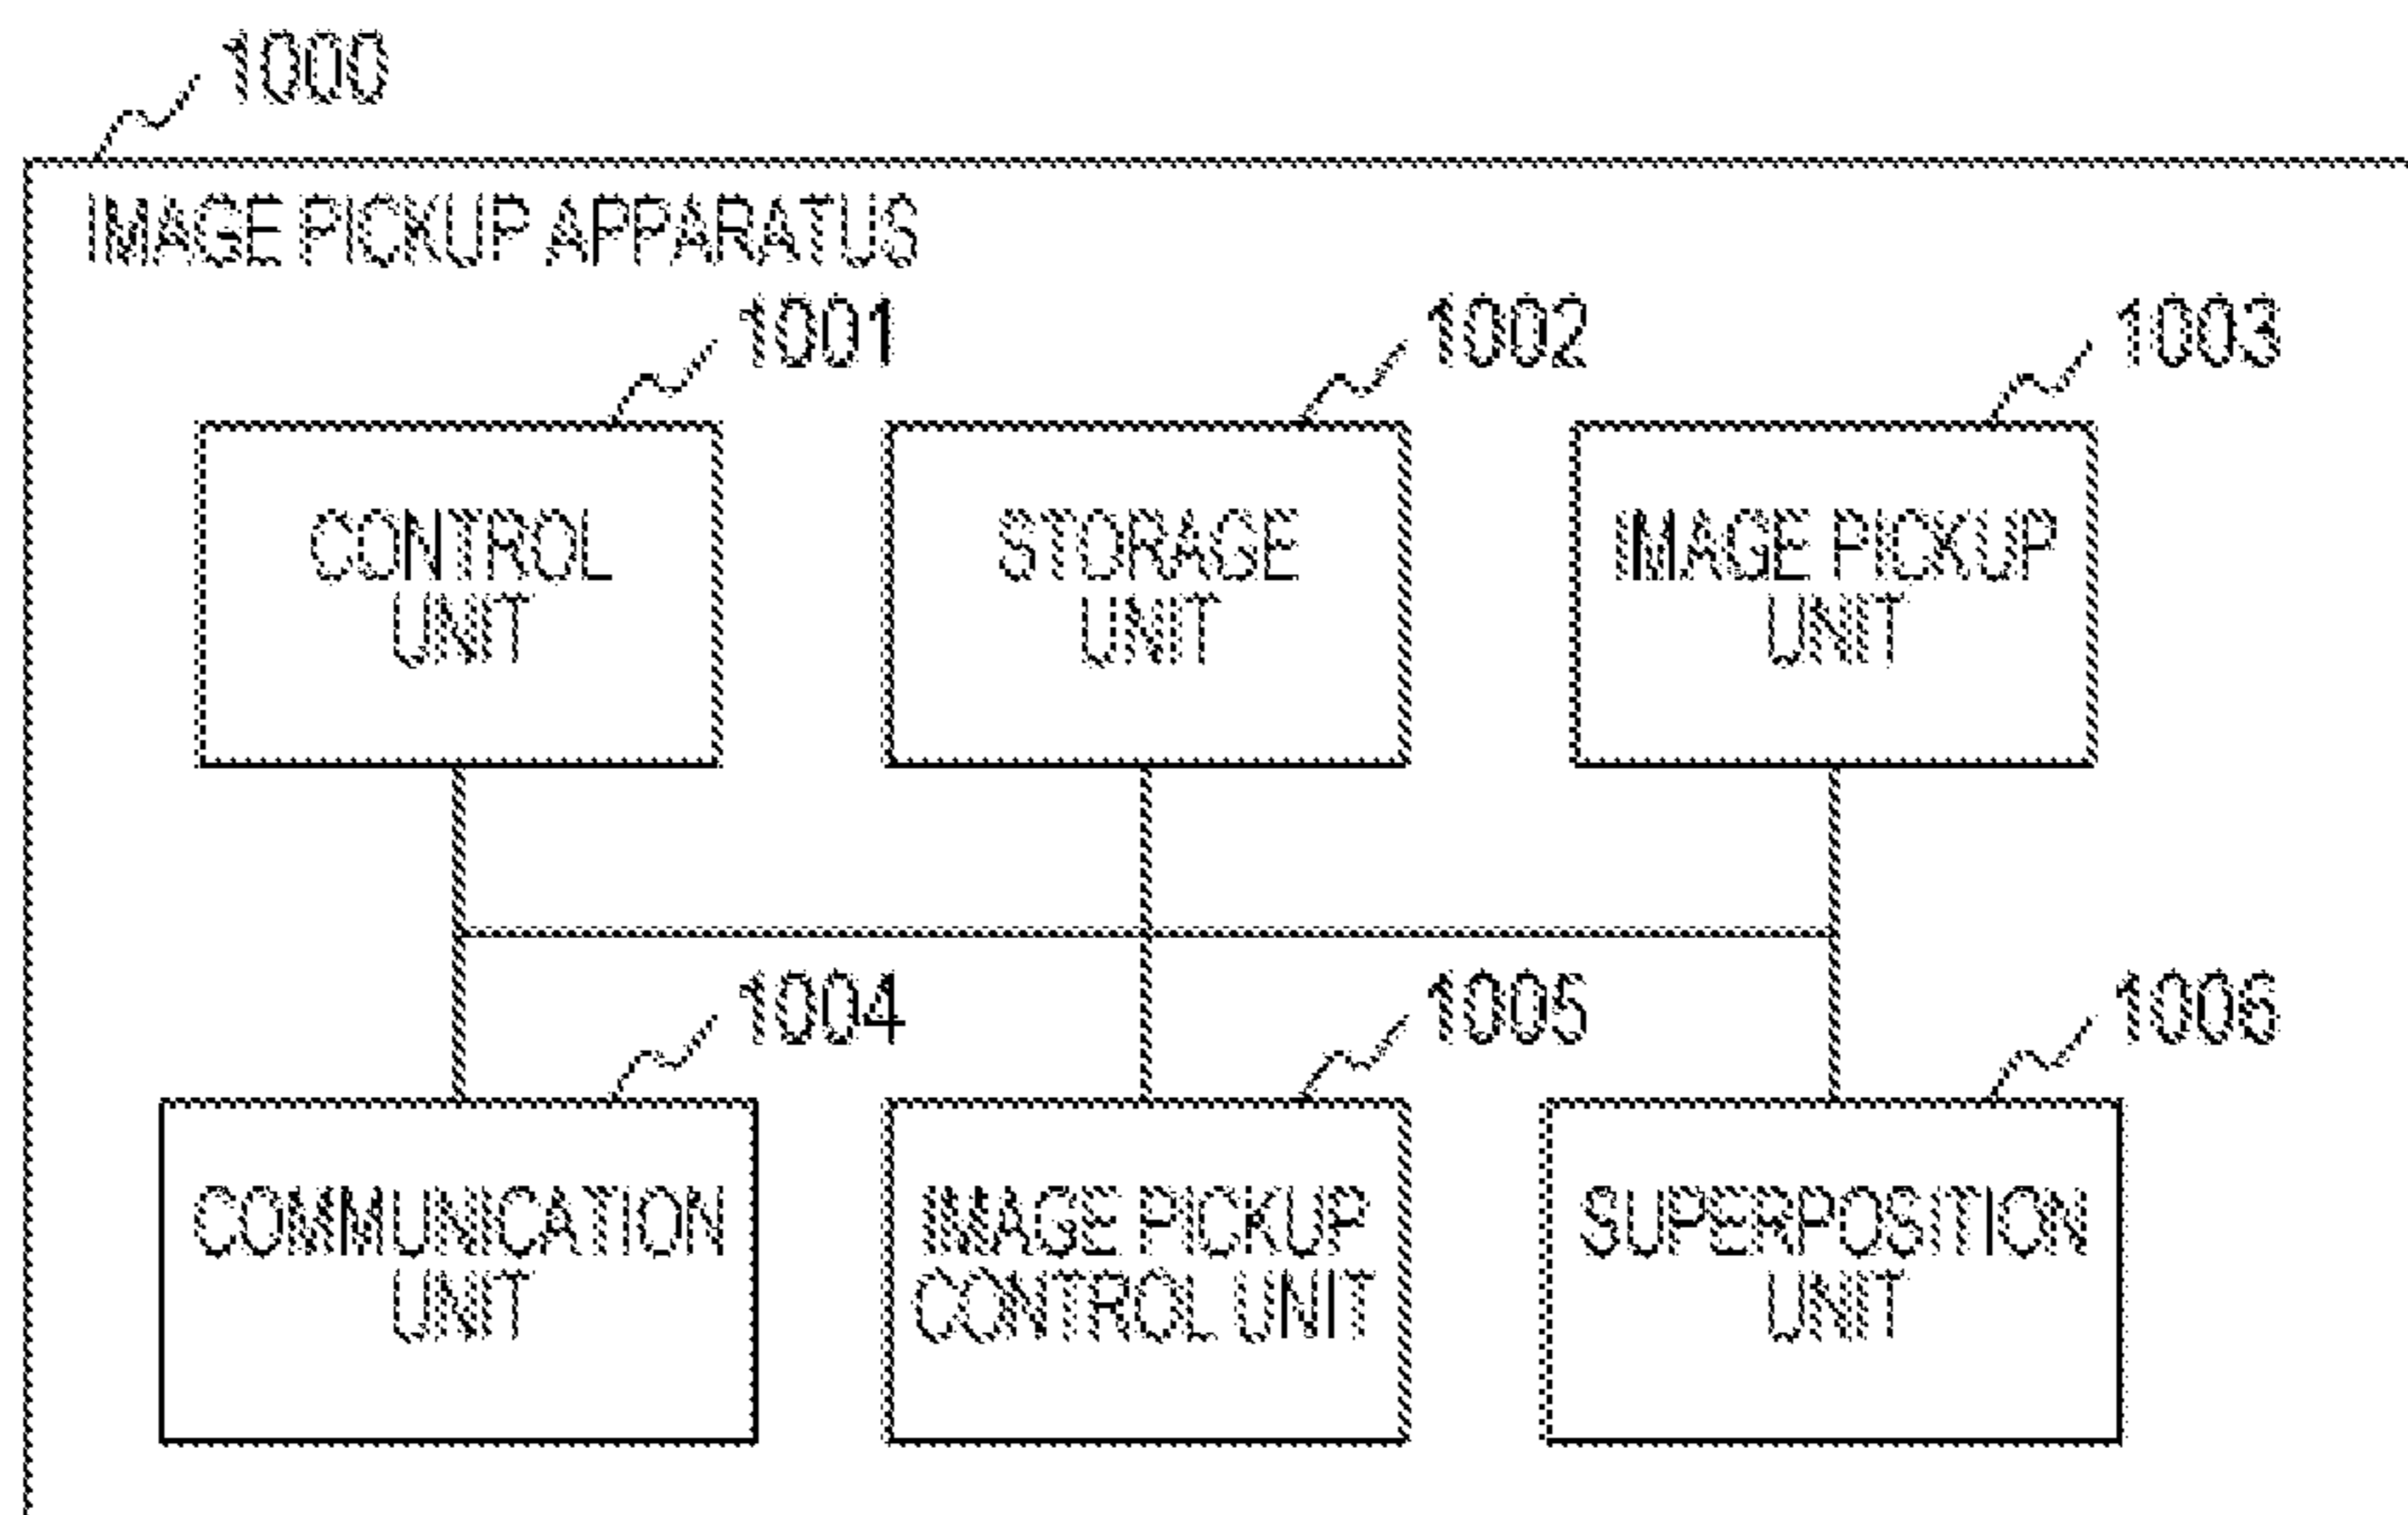 1000
IMAGE PICKUP APPARATUS
1001
1002
1003
CONTROL
UNIT
STORAGE
UNIT
IMAGE PICKUP
UNIT
1004
1005
1006
COMMUNICATION
UNIT
IMAGE PICKUP
CONTROL UNIT
SUPERPOSITION
UNIT